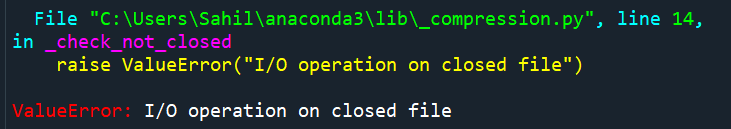 File "C:\Users\Sahil\anaconda3\lib\_compression.py", line 14,
in _check_not_closed
raise ValueError("I/O operation on closed file")
ValueError: I/O operation on closed file